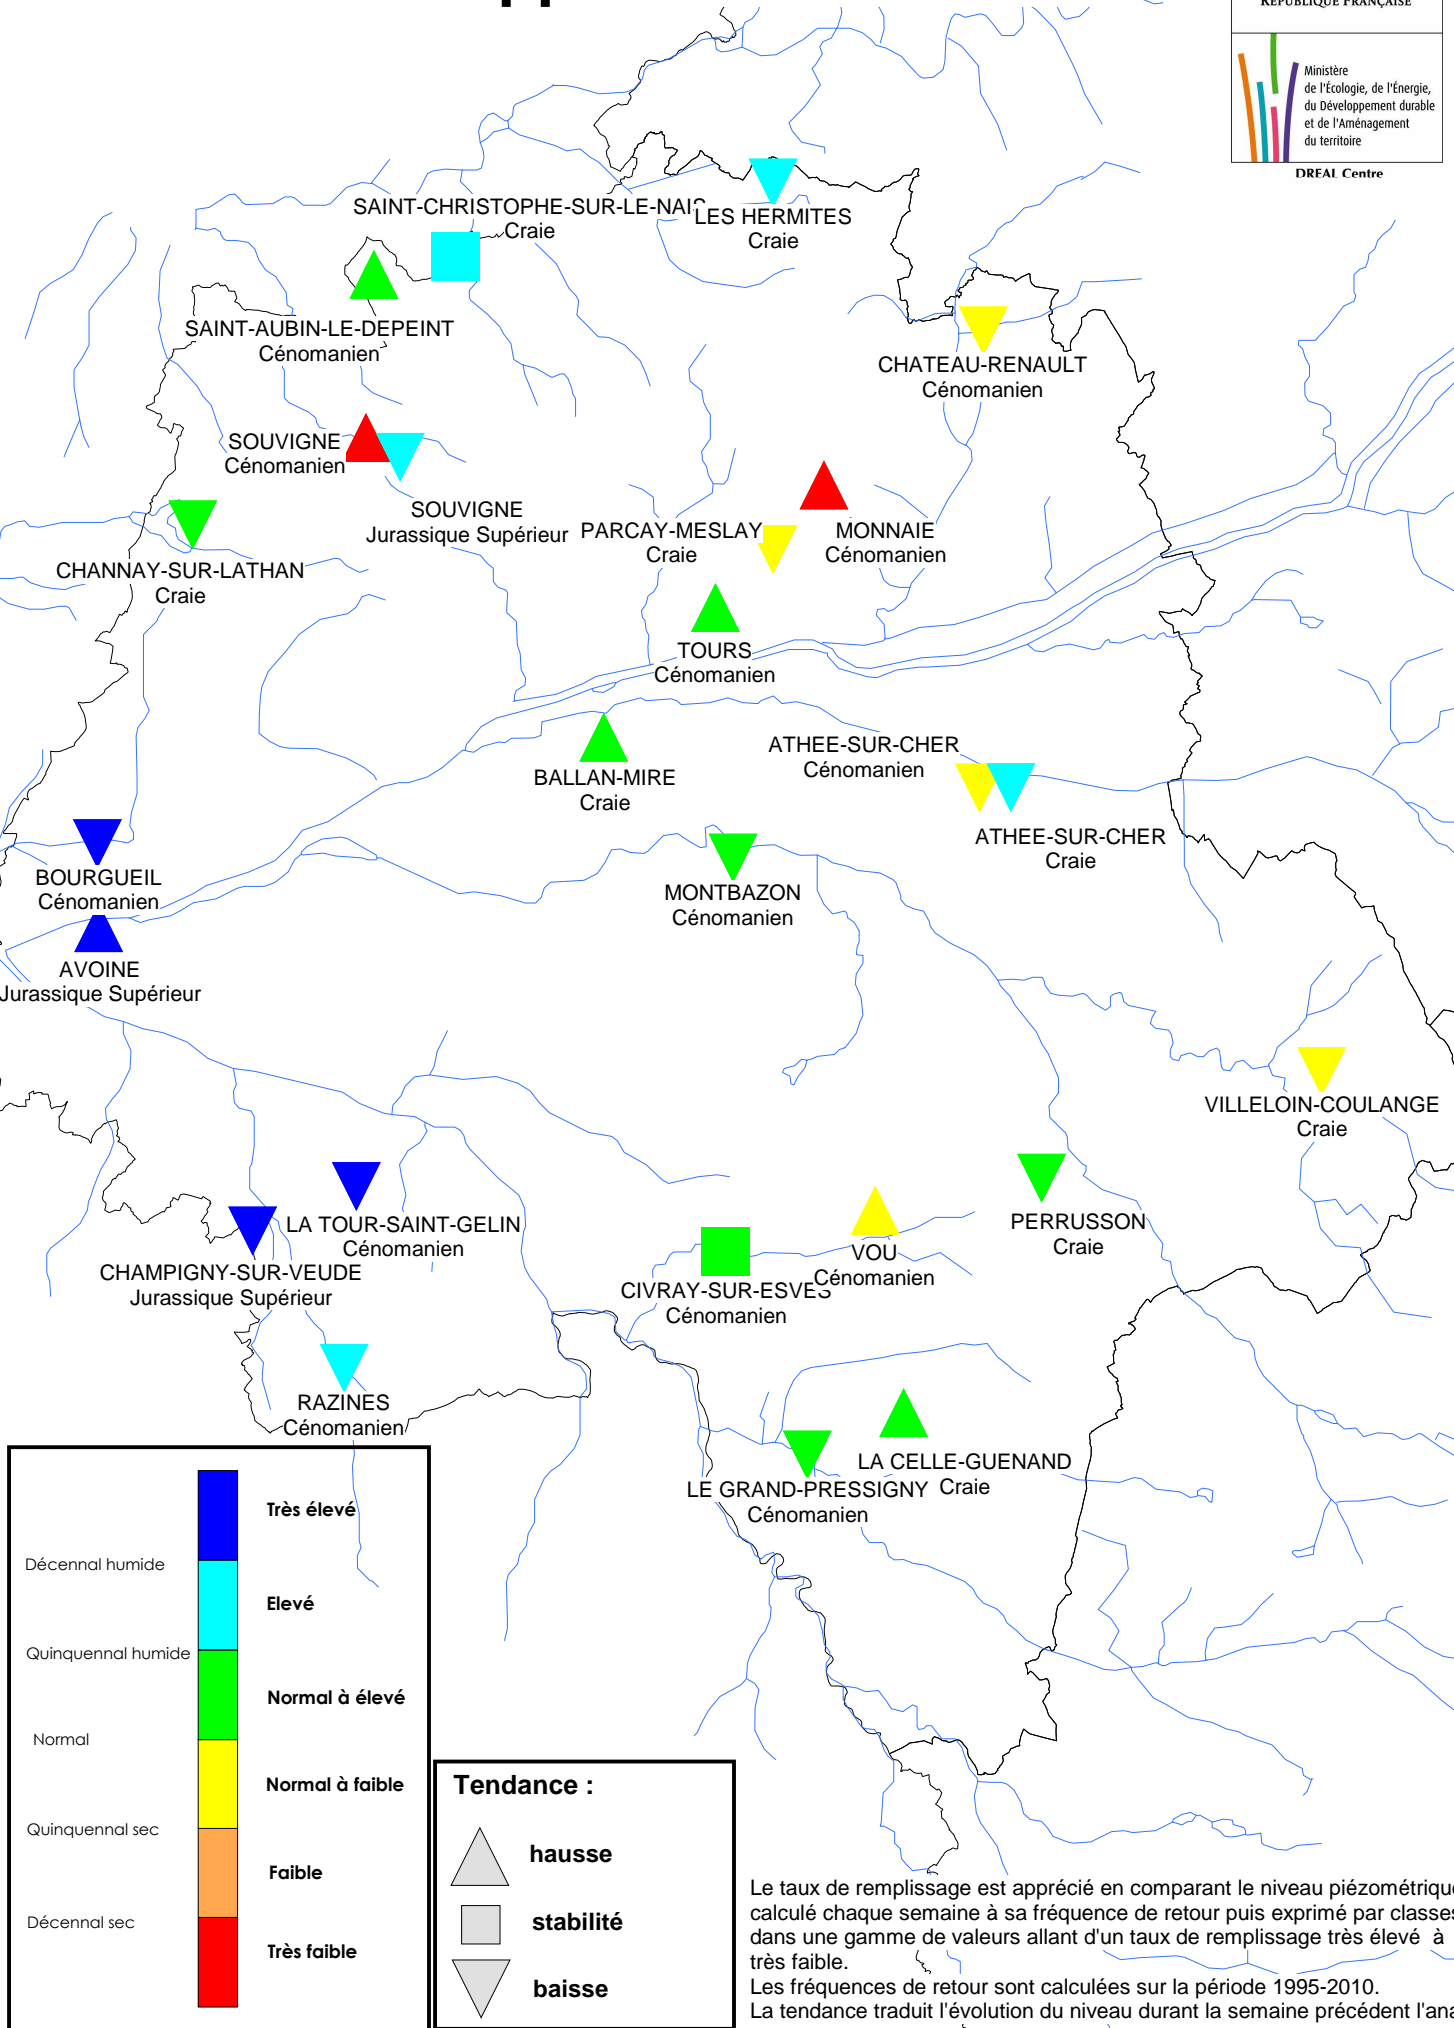 RÉPUBLIQUE FRANÇAISE
Ministère
de l'Écologie, de l'Énergie,
du Développement durable
et de l'Aménagement
du territoire
DREAL Centre
SAINT-CHRISTOPHE-SUR-LE-NAIS
Craie
LES HERMITES
Craie
SAINT-AUBIN-LE-DEPEINT
Cénomanien
CHATEAU-RENAULT
Cénomanien
SOUVIGNE
Cénomanien
SOUVIGNE
Jurassique Supérieur
PARCAY-MESLAY
Craie
MONNAIE
Cénomanien
CHANNAY-SUR-LATHAN
Craie
TOURS
Cénomanien
ATHEE-SUR-CHER
Cénomanien
BALLAN-MIRE
Craie
ATHEE-SUR-CHER
Craie
BOURGUEIL
Cénomanien
MONTBAZON
Cénomanien
AVOINE
Jurassique Supérieur
VILLELOIN-COULANGE
Craie
LA TOUR-SAINT-GELIN
Cénomanien
PERRUSSON
Craie
VOU
Cénomanien
CHAMPIGNY-SUR-VEUDE
Jurassique Supérieur
CIVRAY-SUR-ESVES
Cénomanien
RAZINES
Cénomanien
LA CELLE-GUENAND
Craie
LE GRAND-PRESSIGNY
Cénomanien
Très élevé
Décennal humide
Elevé
Quinquennal humide
Normal à élevé
Normal
Normal à faible
Quinquennal sec
Faible
Décennal sec
Très faible
Tendance :
hausse
stabilité
baisse
Le taux de remplissage est apprécié en comparant le niveau piézométrique
calculé chaque semaine à sa fréquence de retour puis exprimé par classes
dans une gamme de valeurs allant d'un taux de remplissage très élevé à
très faible.
Les fréquences de retour sont calculées sur la période 1995-2010.
La tendance traduit l'évolution du niveau durant la semaine précédent